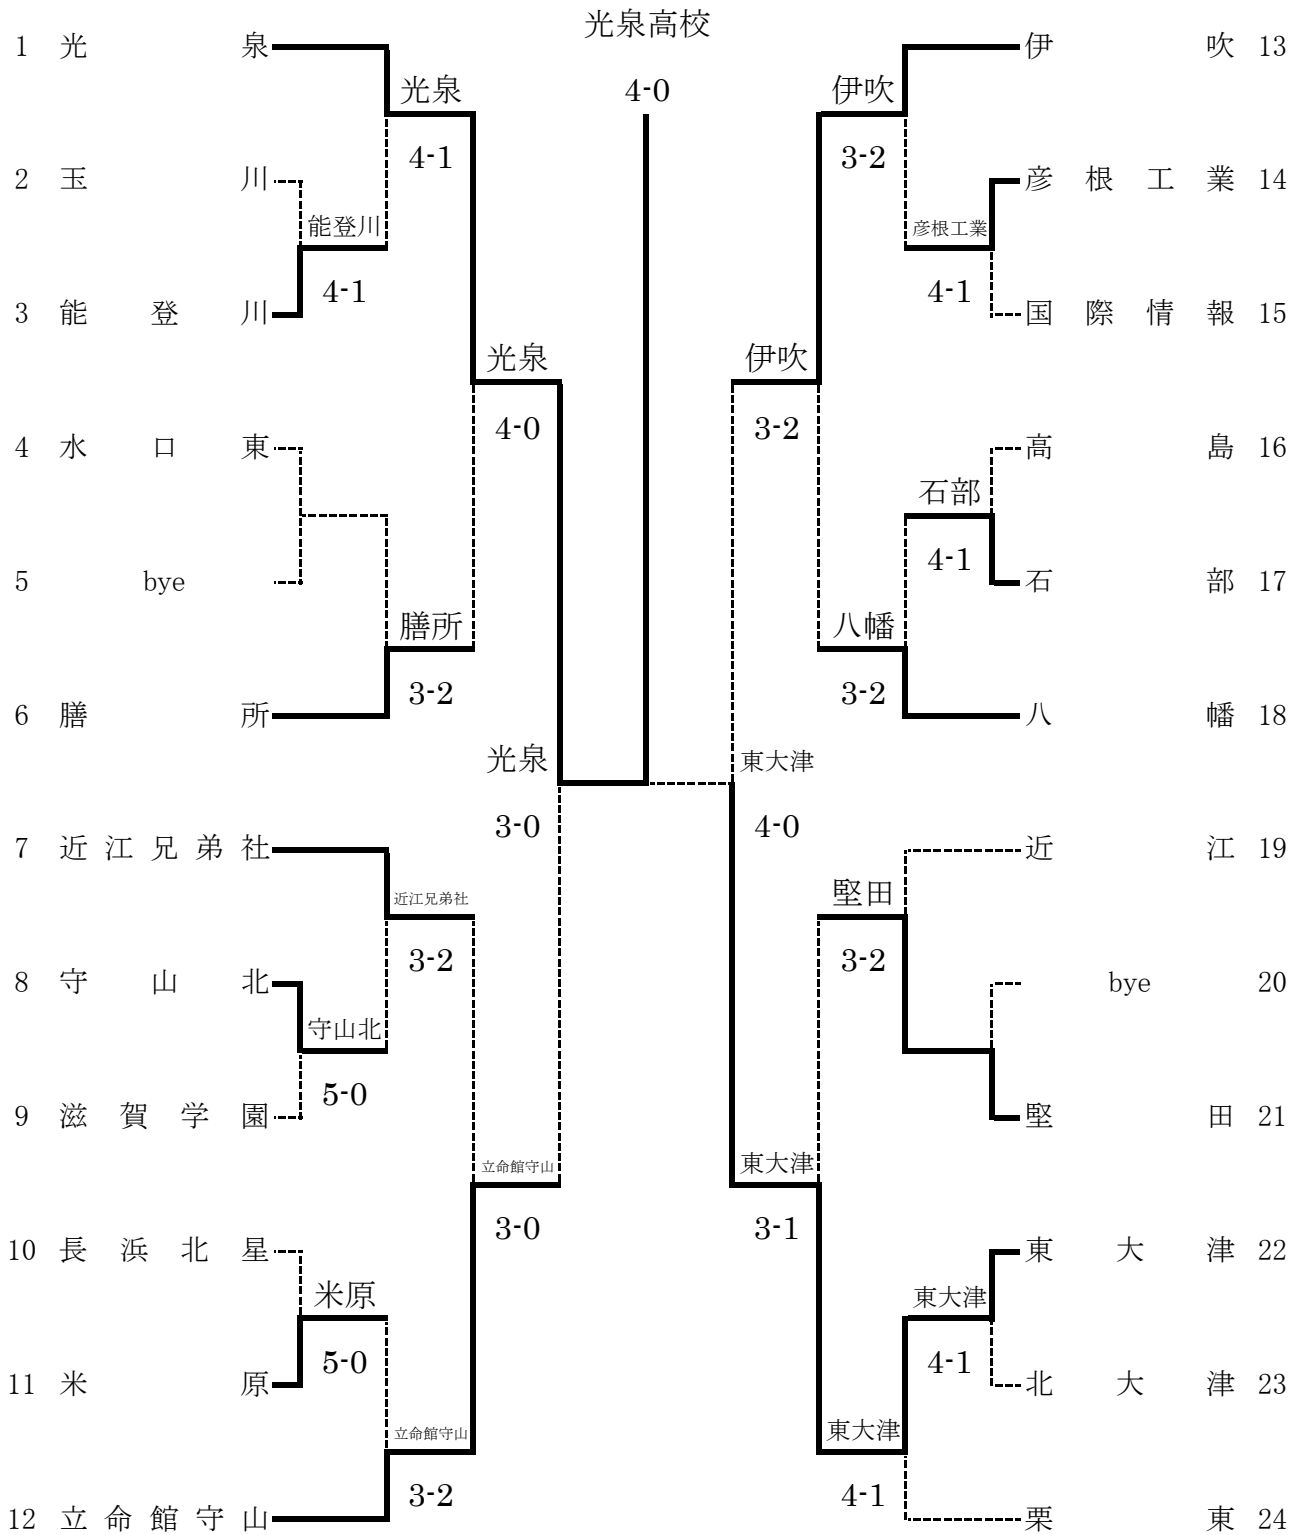 光泉高校
4-0
1 光泉
2 玉川
3 能登川
4 水口東
5 bye
6 膳所
7 近江兄弟社
8 守山北
9 滋賀学園
10 長浜北星
11 米原
12 立命館守山
能登川
4-1
守山北
5-0
米原
5-0
光泉
4-1
膳所
3-2
近江兄弟社
3-2
立命館守山
3-2
光泉
4-0
立命館守山
3-0
光泉
3-0
東大津
4-0
伊吹
3-2
東大津
3-1
伊吹
3-2
八幡
3-2
堅田
3-2
東大津
4-1
彦根工業
4-1
石部
4-1
東大津
4-1
伊吹 13
彦根工業 14
国際情報 15
高島 16
石部 17
八幡 18
近江 19
bye 20
堅田 21
東大津 22
北大津 23
栗東 24